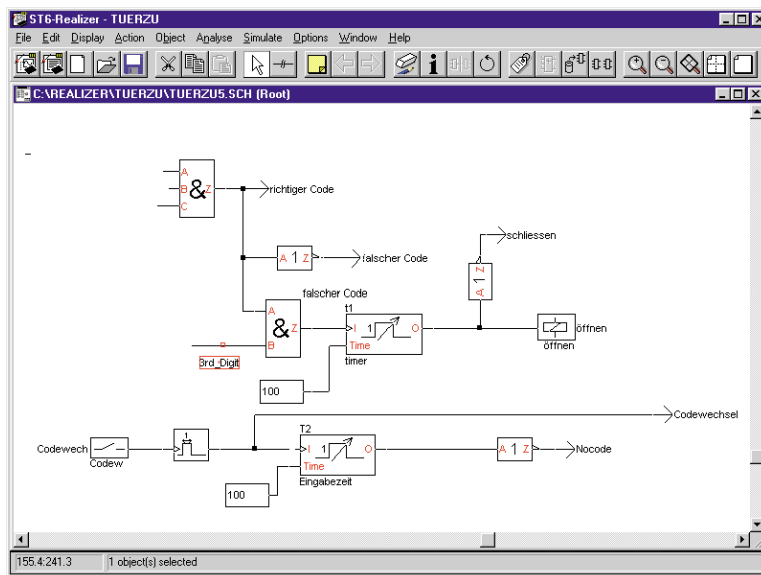 ST6-Realizer - TUERZU
File Edit Display Action Object Analyse Simulate Options Window Help
C:\REALIZER\TUERZU\TUERZU5.SCH (Root)
A
B & Z
C
richtiger Code
schliessen
A 1 Z
falscher Code
A 1 Z
falscher Code
t1
A
& Z
B
I 1 O
Time
timer
öffnen
öffnen
3rd_Digit
100
Codewechsel
Codewech
Codew
1
T2
I 1 O
Time
Eingabezeit
A 1 Z
Nocode
100
155.4:241.3 1 object(s) selected